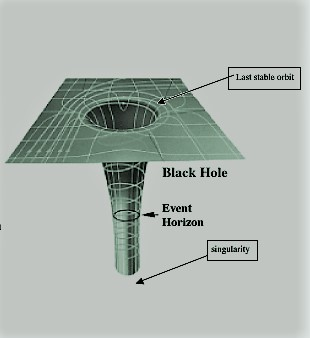 Last stable orbit
Black Hole
Event
Horizon
singularity